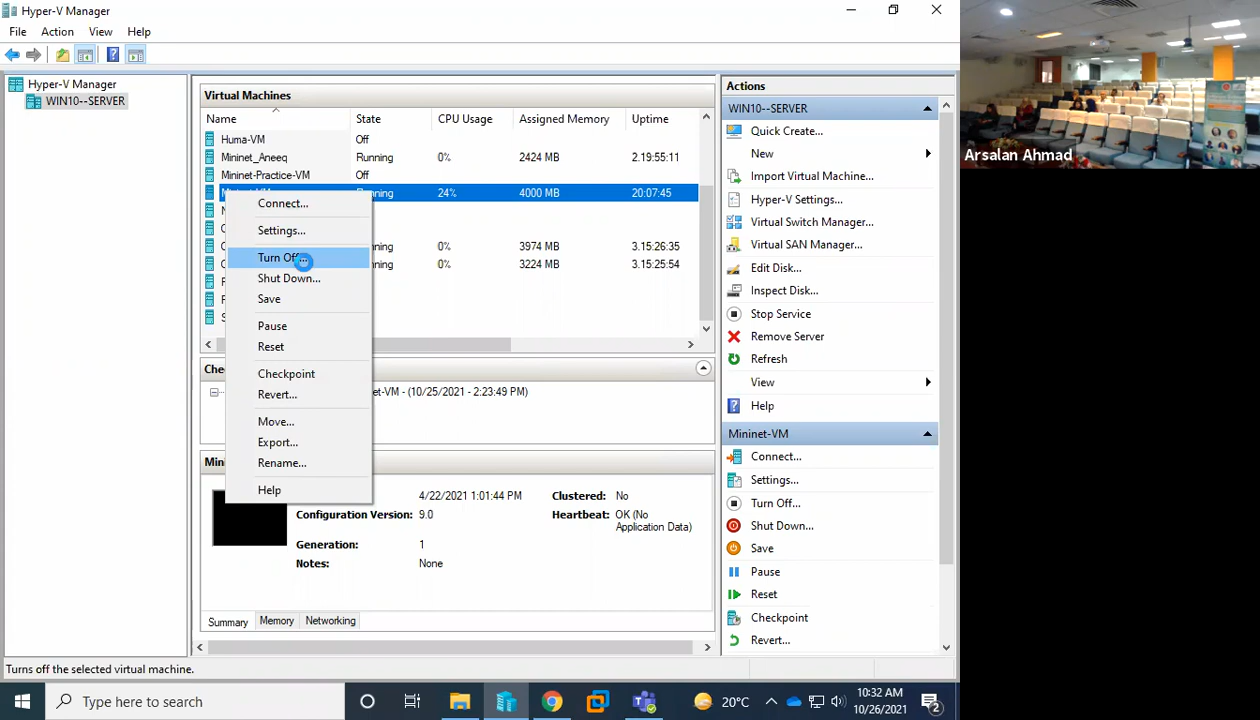 Hyper-V Manager
File Action View Help
Hyper-V Manager
WIN10--SERVER
Virtual Machines
Name State CPU Usage Assigned Memory Uptime
Huma-VM Off
Mininet_Aneeq Running 0% 2424 MB 2.19:55:11
Mininet-Practice-VM Off
24% 4000 MB 20:07:45
0% 3974 MB 3.15:26:35
0% 3224 MB 3.15:25:54
Connect...
Settings...
Turn Off...
Shut Down...
Save
Pause
Reset
Checkpoint
Revert...
Move...
Export...
Rename...
Help
(10/25/2021 - 2:23:49 PM)
4/22/2021 1:01:44 PM Clustered: No
Configuration Version: 9.0 Heartbeat: OK (No
Application Data)
Generation: 1
Notes: None
Summary Memory Networking
Actions
WIN10--SERVER
Quick Create...
New
Import Virtual Machine...
Hyper-V Settings...
Virtual Switch Manager...
Virtual SAN Manager...
Edit Disk...
Inspect Disk...
Stop Service
Remove Server
Refresh
View
Help
Mininet-VM
Connect...
Settings...
Turn Off...
Shut Down...
Save
Pause
Reset
Checkpoint
Revert...
Turns off the selected virtual machine.
Type here to search
20°C
10:32 AM
10/26/2021
2
Arsalan Ahmad